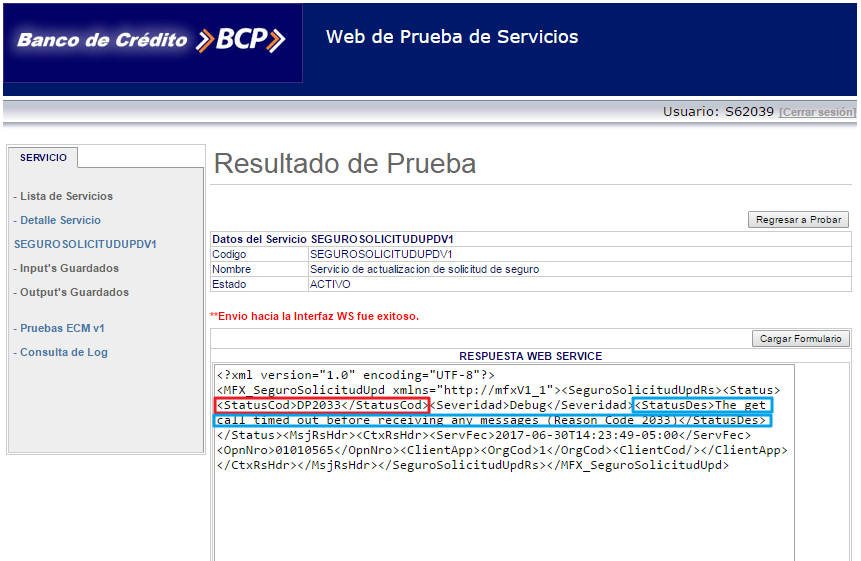 Banco de Crédito BCP
Web de Prueba de Servicios
Usuario: S62039 [Cerrar sesión]
SERVICIO
- Lista de Servicios
- Detalle Servicio
SEGUROSOLICITUDUPDV1
- Input's Guardados
- Output's Guardados
- Pruebas ECM v1
- Consulta de Log
Resultado de Prueba
Regresar a Probar
Datos del Servicio SEGUROSOLICITUDUPDV1
Codigo SEGUROSOLICITUDUPDV1
Nombre Servicio de actualizacion de solicitud de seguro
Estado ACTIVO
**Envio hacia la Interfaz WS fue exitoso.
Cargar Formulario
RESPUESTA WEB SERVICE
<?xml version="1.0" encoding="UTF-8"?>
<MFX_SeguroSolicitudUpd xmlns="http://mfxV1_1"><SeguroSolicitudUpdRs><Status>
<StatusCod>DP2033</StatusCod><Severidad>Debug</Severidad><StatusDes>The get
call timed out before receiving any messages (Reason Code 2033)</StatusDes>
</Status><MsjRsHdr><CtxRsHdr><ServFec>2017-06-30T14:23:49-05:00</ServFec>
<OpnNro>01010565</OpnNro><ClientApp><OrgCod>1</OrgCod><ClientCod/></ClientApp>
</CtxRsHdr></MsjRsHdr></SeguroSolicitudUpdRs></MFX_SeguroSolicitudUpd>